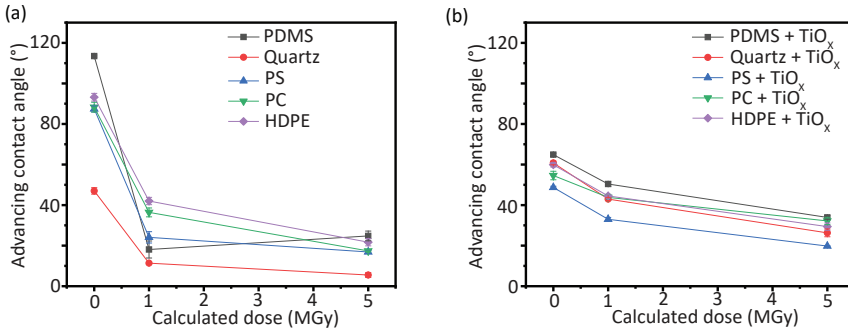 (a)
Advancing contact angle (°)
120
80
40
0
PDMS
Quartz
PS
PC
HDPE
0 1 2 3 4 5
Calculated dose (MGy)
(b)
Advancing contact angle (°)
120
80
40
0
PDMS + TiOₓ
Quartz + TiOₓ
PS + TiOₓ
PC + TiOₓ
HDPE + TiOₓ
0 1 2 3 4 5
Calculated dose (MGy)